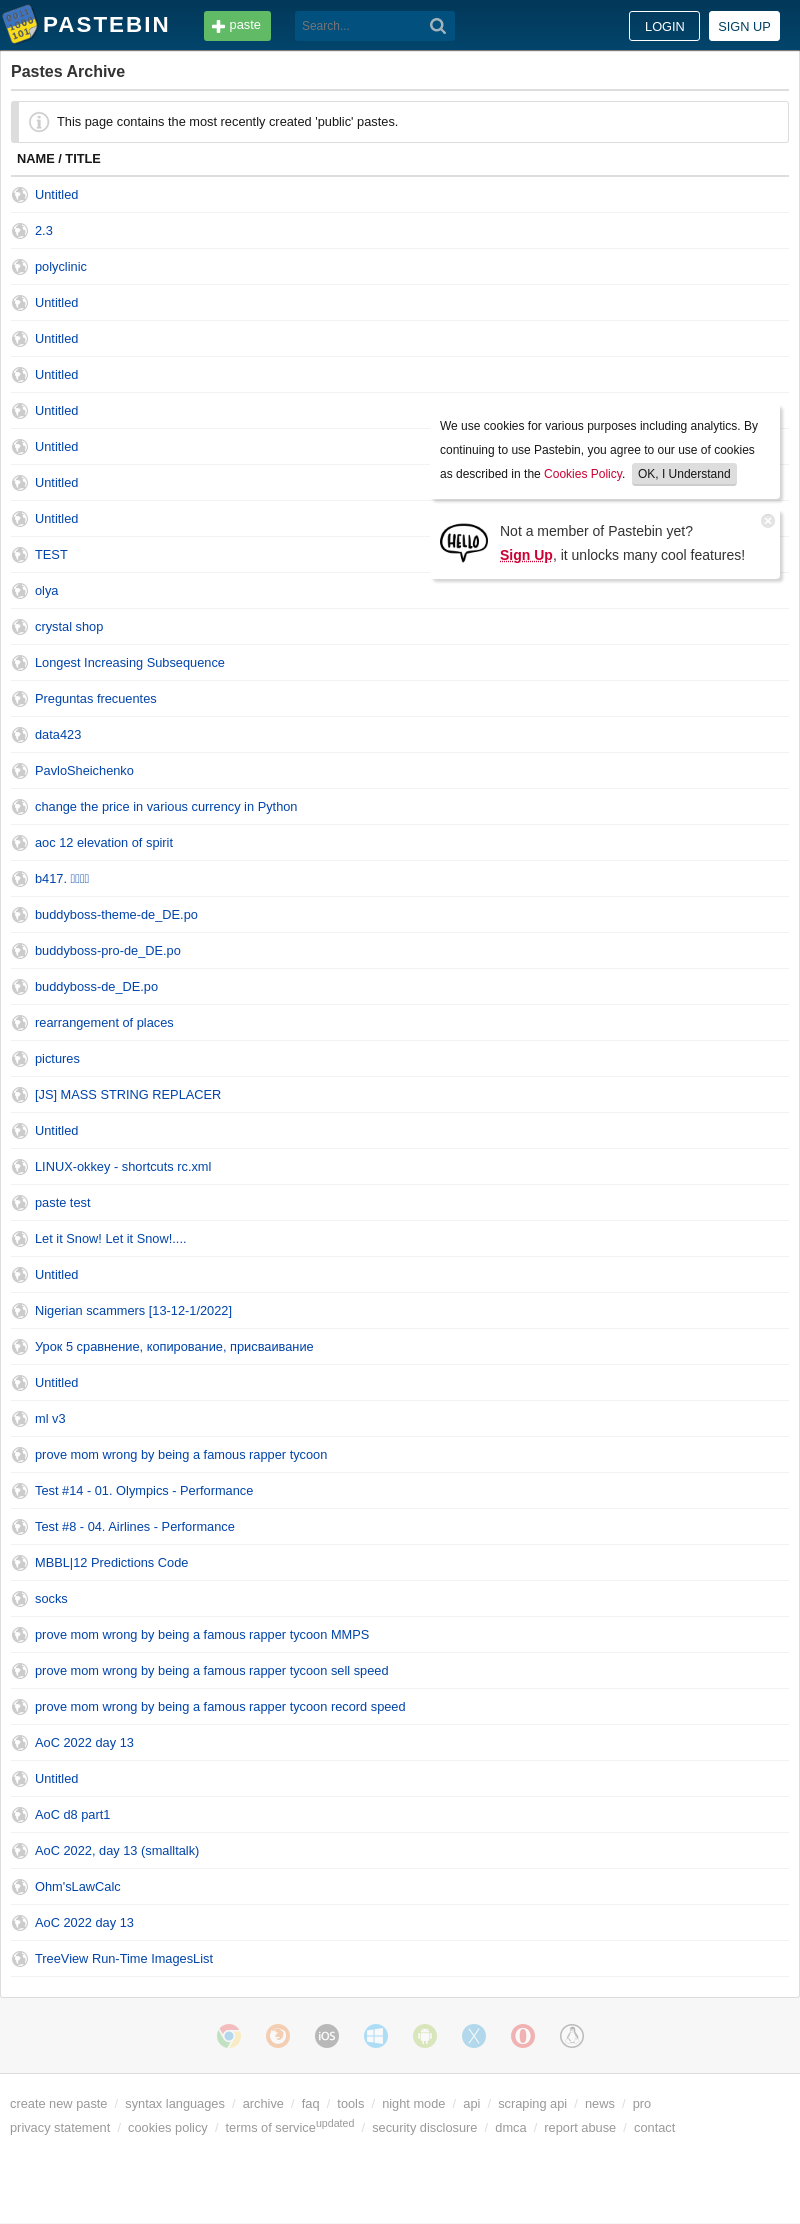 PASTEBIN
paste
Search...
LOGIN
SIGN UP
Pastes Archive
This page contains the most recently created 'public' pastes.
NAME / TITLE
Untitled
2.3
polyclinic
Untitled
Untitled
Untitled
Untitled
Untitled
Untitled
Untitled
TEST
olya
We use cookies for various purposes including analytics. By
continuing to use Pastebin, you agree to our use of cookies
as described in the Cookies Policy. OK, I Understand
HELLO
Not a member of Pastebin yet?
Sign Up, it unlocks many cool features!
crystal shop
Longest Increasing Subsequence
Preguntas frecuentes
data423
PavloSheichenko
change the price in various currency in Python
aoc 12 elevation of spirit
b417.
buddyboss-theme-de_DE.po
buddyboss-pro-de_DE.po
buddyboss-de_DE.po
rearrangement of places
pictures
[JS] MASS STRING REPLACER
Untitled
LINUX-okkey - shortcuts rc.xml
paste test
Let it Snow! Let it Snow!....
Untitled
Nigerian scammers [13-12-1/2022]
Урок 5 сравнение, копирование, присваивание
Untitled
ml v3
prove mom wrong by being a famous rapper tycoon
Test #14 - 01. Olympics - Performance
Test #8 - 04. Airlines - Performance
MBBL|12 Predictions Code
socks
prove mom wrong by being a famous rapper tycoon MMPS
prove mom wrong by being a famous rapper tycoon sell speed
prove mom wrong by being a famous rapper tycoon record speed
AoC 2022 day 13
Untitled
AoC d8 part1
AoC 2022, day 13 (smalltalk)
Ohm'sLawCalc
AoC 2022 day 13
TreeView Run-Time ImagesList
iOS
create new paste / syntax languages / archive / faq / tools / night mode / api / scraping api / news / pro
privacy statement / cookies policy / terms of serviceupdated / security disclosure / dmca / report abuse / contact